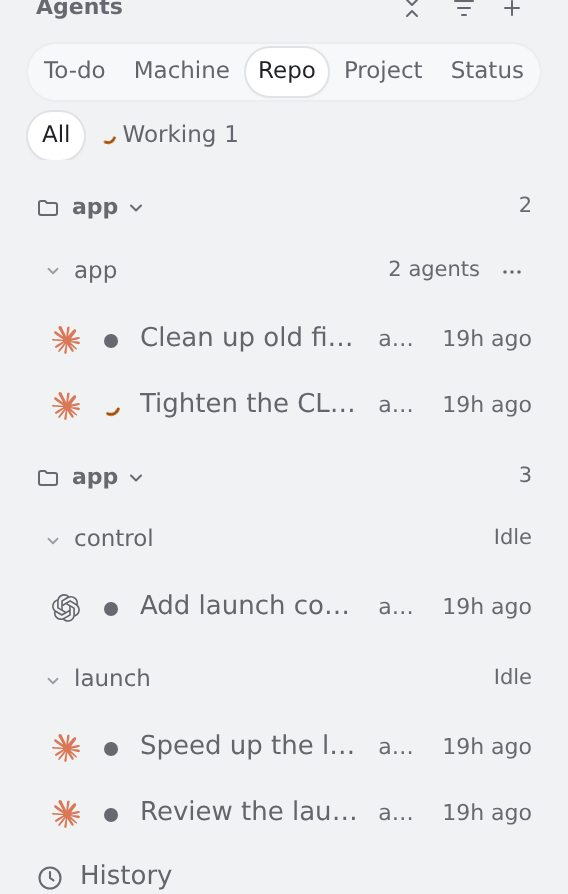 Agents
To-do Machine Repo Project Status
All Working 1
app 2
app 2 agents ...
Clean up old fi... a... 19h ago
Tighten the CL... a... 19h ago
app 3
control Idle
Add launch co... a... 19h ago
launch Idle
Speed up the l... a... 19h ago
Review the lau... a... 19h ago
History